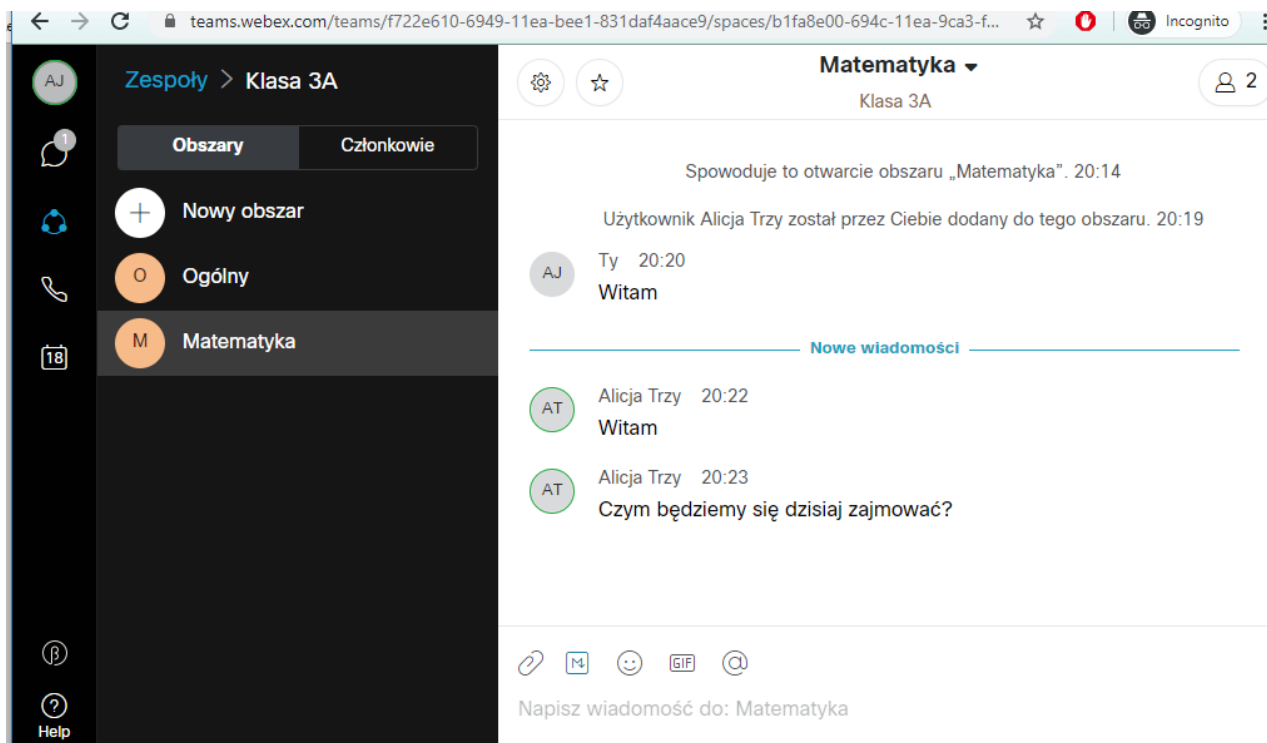 teams.webex.com/teams/f722e610-6949-11ea-bee1-831daf4aace9/spaces/b1fa8e00-694c-11ea-9ca3-f...
Incognito
AJ
Zespoły > Klasa 3A
Matematyka
Klasa 3A
2
1
Obszary
Członkowie
Nowy obszar
O
Ogólny
M
Matematyka
18
β
?
Help
Spowoduje to otwarcie obszaru „Matematyka”. 20:14
Użytkownik Alicja Trzy został przez Ciebie dodany do tego obszaru. 20:19
AJ
Ty 20:20
Witam
Nowe wiadomości
AT
Alicja Trzy 20:22
Witam
AT
Alicja Trzy 20:23
Czym będziemy się dzisiaj zajmować?
M
GIF
@
Napisz wiadomość do: Matematyka